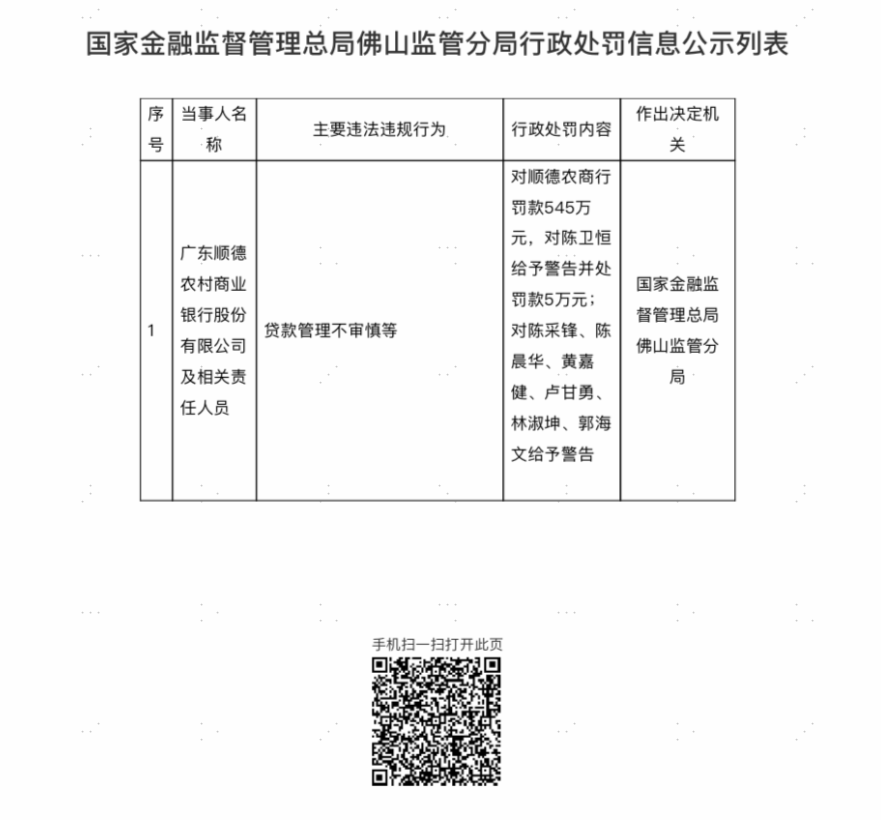 国家金融监督管理总局佛山监管分局行政处罚信息公示列表
序
号
当事人名
称
主要违法违规行为
行政处罚内容
作出决定机
关
1
广东顺德
农村商业
银行股份
有限公司
及相关责
任人员
贷款管理不审慎等
对顺德农商行
罚款545万
元，对陈卫恒
给予警告并处
罚款5万元；
对陈采锋、陈
晨华、黄嘉
健、卢甘勇、
林淑坤、郭海
文给予警告
国家金融监
督管理总局
佛山监管分
局
手机扫一扫打开此页